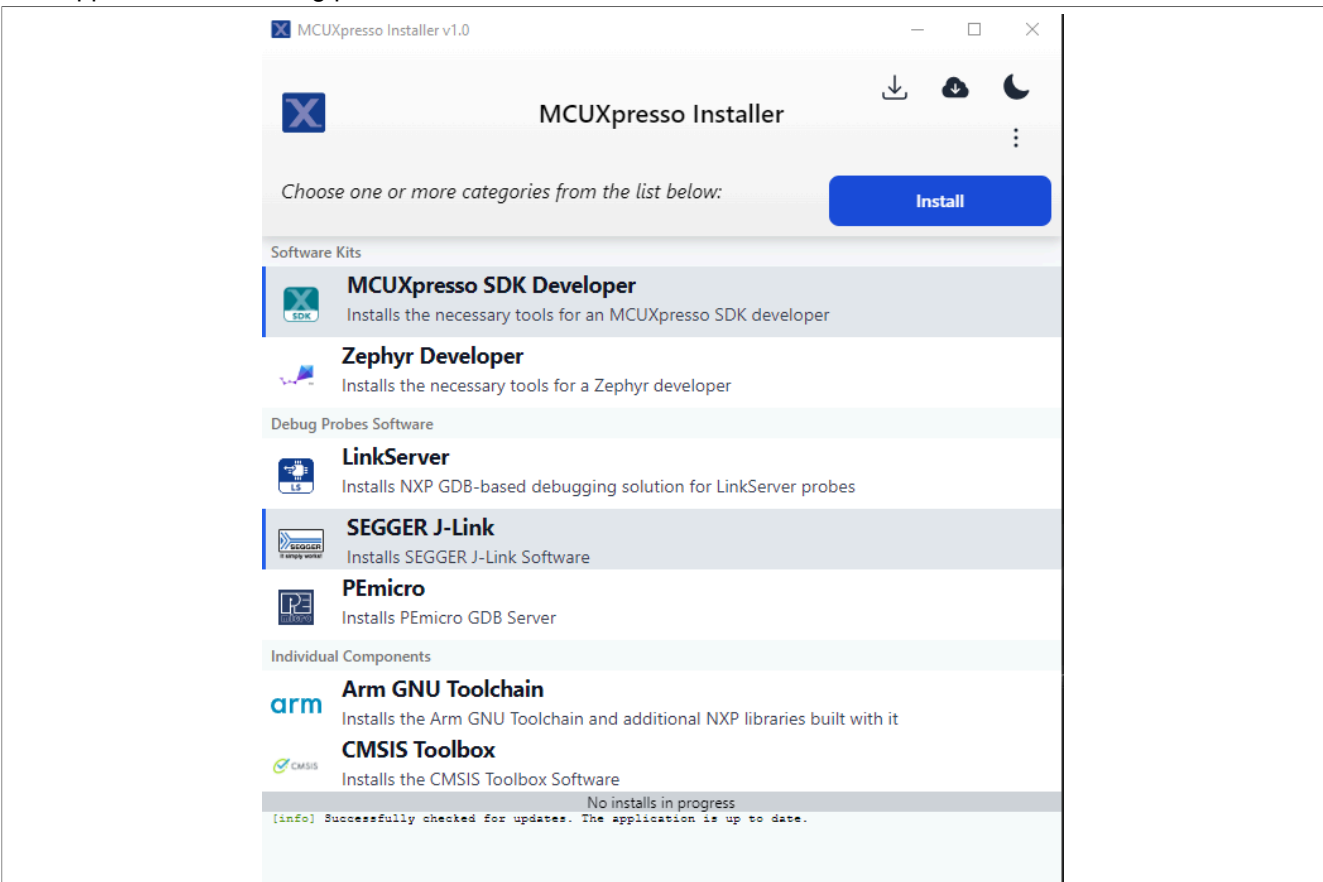 MCUXpresso Installer v1.0
MCUXpresso Installer
Choose one or more categories from the list below:
Install
Software Kits
MCUXpresso SDK Developer
SDK
Installs the necessary tools for an MCUXpresso SDK developer
Zephyr Developer
Installs the necessary tools for a Zephyr developer
Debug Probes Software
LinkServer
LS
Installs NXP GDB-based debugging solution for LinkServer probes
SEGGER J-Link
SEGGER
It simply works!
Installs SEGGER J-Link Software
PEmicro
PE
micro
Installs PEmicro GDB Server
Individual Components
Arm GNU Toolchain
arm
Installs the Arm GNU Toolchain and additional NXP libraries built with it
CMSIS Toolbox
CMSIS
Installs the CMSIS Toolbox Software
No installs in progress
[info] Successfully checked for updates. The application is up to date.